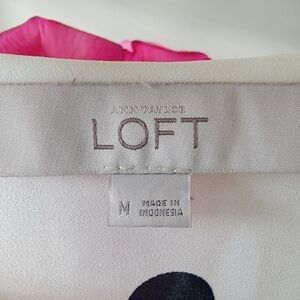 ANN TAYLOR
LOFT
M
MADE IN
INDONESIA